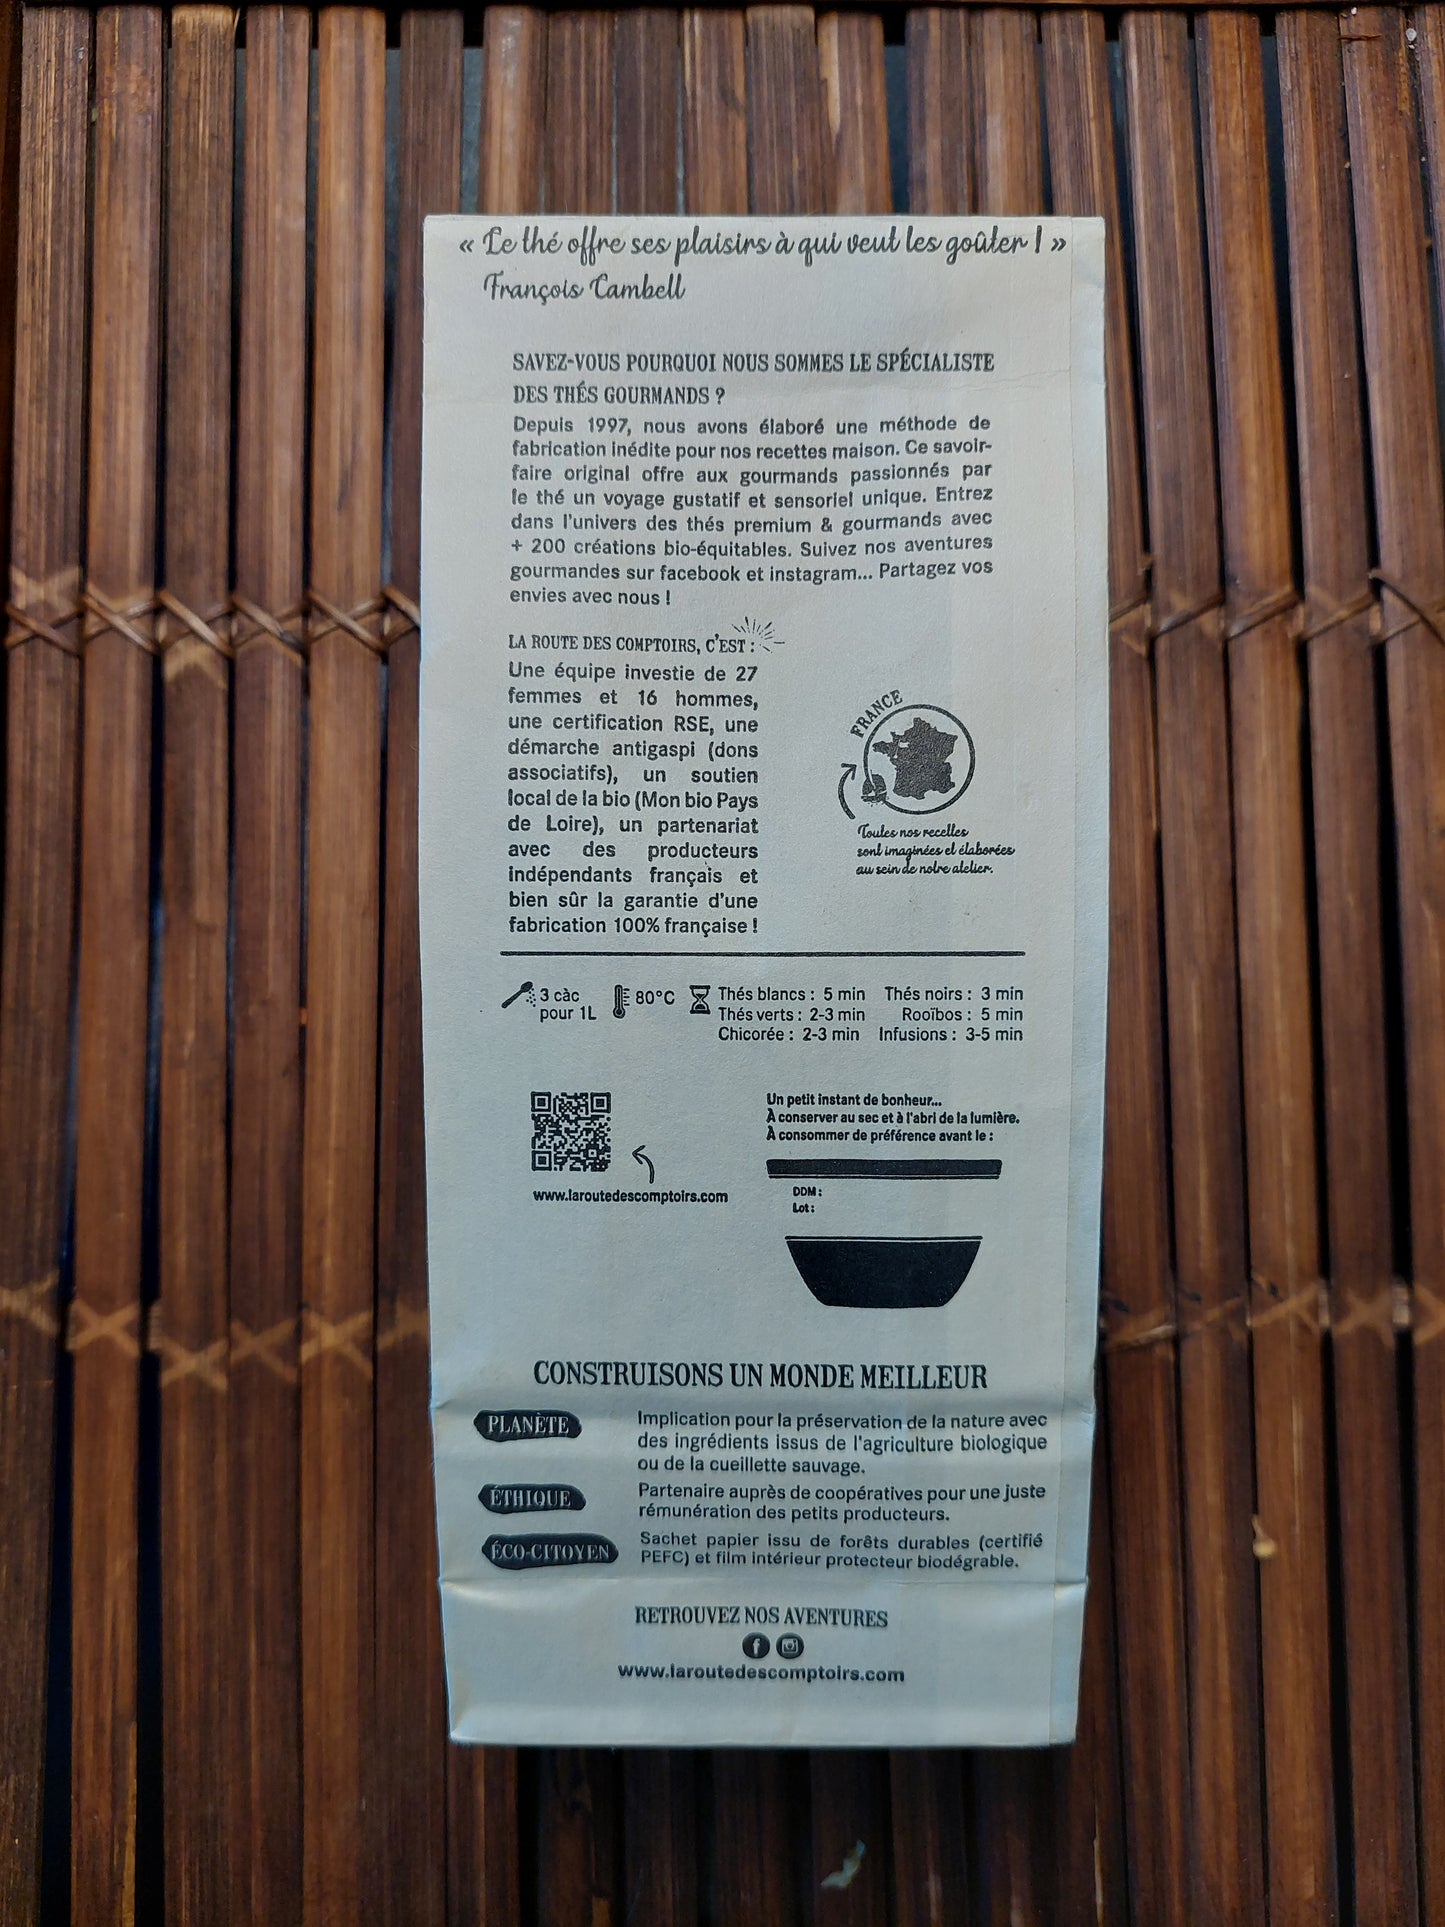 « Le thé offre ses plaisirs à qui veut les goûter ! »
François Cambell
SAVEZ-VOUS POURQUOI NOUS SOMMES LE SPÉCIALISTE
DES THÉS GOURMANDS ?
Depuis 1997, nous avons élaboré une méthode de
fabrication inédite pour nos recettes maison. Ce savoir-
faire original offre aux gourmands passionnés par
le thé un voyage gustatif et sensoriel unique. Entrez
dans l'univers des thés premium & gourmands avec
+ 200 créations bio-équitables. Suivez nos aventures
gourmandes sur facebook et instagram... Partagez vos
envies avec nous !
LA ROUTE DES COMPTOIRS, C'EST :
Une équipe investie de 27
femmes et 16 hommes,
une certification RSE, une
démarche antigaspi (dons
associatifs), un soutien
local de la bio (Mon bio Pays
de Loire), un partenariat
avec des producteurs
indépendants français et
bien sûr la garantie d'une
fabrication 100% française !
FRANCE
Toutes nos recettes
sont imaginées et élaborées
au sein de notre atelier.
3 càc
pour 1L
80°C
Thés blancs : 5 min Thés noirs : 3 min
Thés verts : 2-3 min Rooïbos : 5 min
Chicorée : 2-3 min Infusions : 3-5 min
www.laroutedescomptoirs.com
Un petit instant de bonheur...
À conserver au sec et à l'abri de la lumière.
À consommer de préférence avant le :
DDM :
Lot :
CONSTRUISONS UN MONDE MEILLEUR
PLANÈTE
Implication pour la préservation de la nature avec
des ingrédients issus de l'agriculture biologique
ou de la cueillette sauvage.
ÉTHIQUE
Partenaire auprès de coopératives pour une juste
rémunération des petits producteurs.
ÉCO-CITOYEN
Sachet papier issu de forêts durables (certifié
PEFC) et film intérieur protecteur biodégrable.
RETROUVEZ NOS AVENTURES
www.laroutedescomptoirs.com